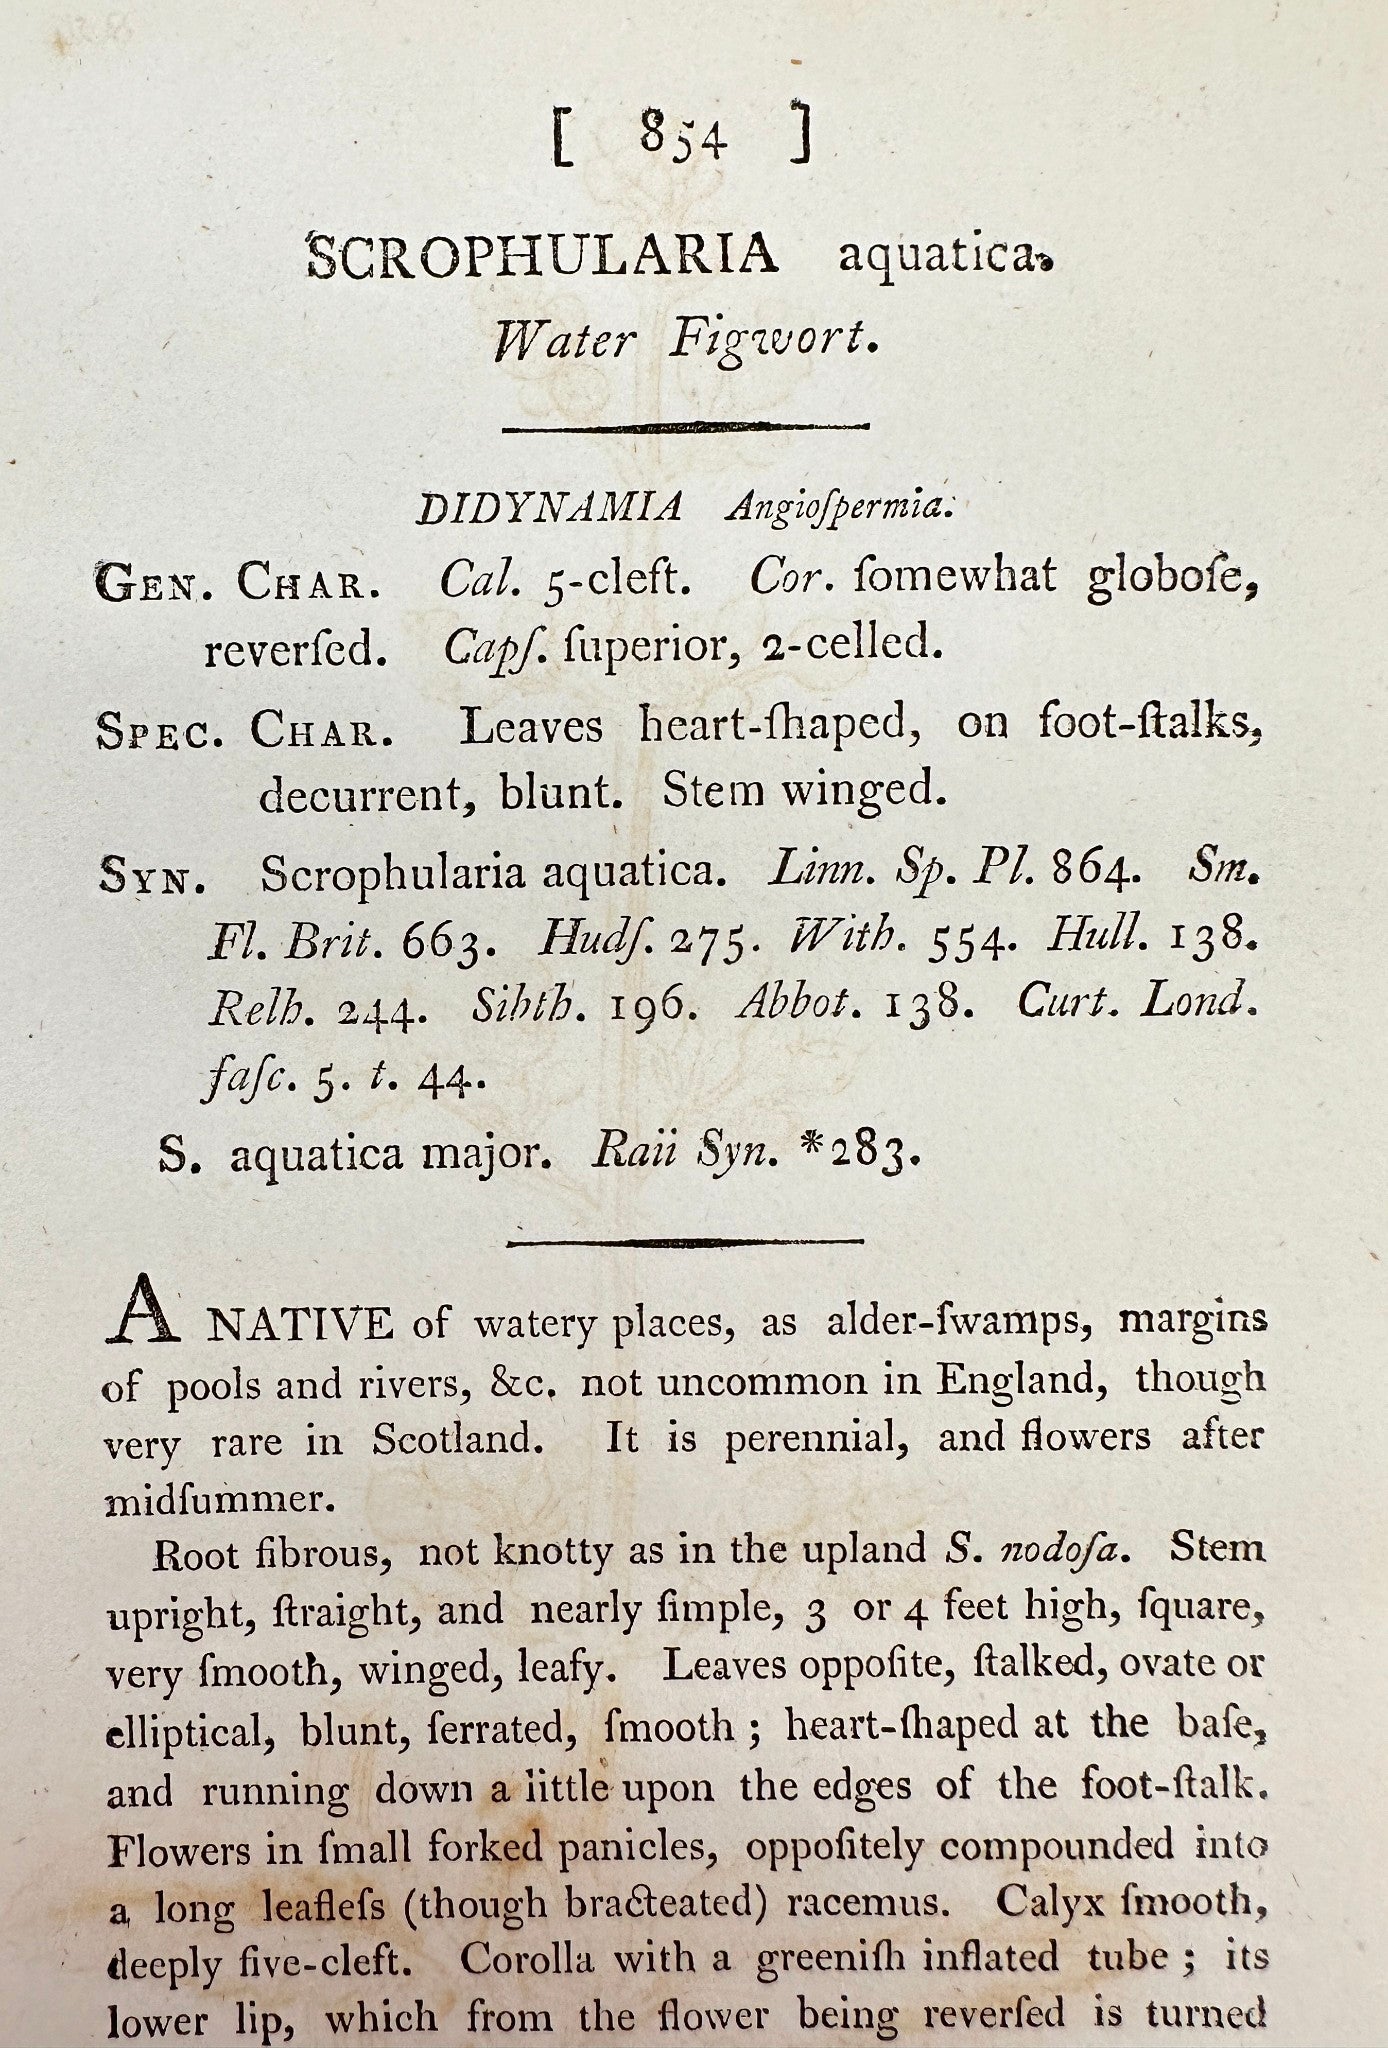 [ 854 ]
SCROPHULARIA aquatica.
Water Figwort.
DIDYNAMIA Angioſpermia.
GEN. CHAR. Cal. 5-cleft. Cor. ſomewhat globoſe,
reverſed. Capſ. ſuperior, 2-celled.
SPEC. CHAR. Leaves heart-ſhaped, on foot-ſtalks,
decurrent, blunt. Stem winged.
SYN. Scrophularia aquatica. Linn. Sp. Pl. 864. Sm.
Fl. Brit. 663. Hudſ. 275. With. 554. Hull. 138.
Relh. 244. Sibth. 196. Abbot. 138. Curt. Lond.
faſc. 5. t. 44.
S. aquatica major. Raii Syn. *283.
A NATIVE of watery places, as alder-ſwamps, margins
of pools and rivers, &c. not uncommon in England, though
very rare in Scotland. It is perennial, and flowers after
midſummer.
Root fibrous, not knotty as in the upland S. nodoſa. Stem
upright, ſtraight, and nearly ſimple, 3 or 4 feet high, ſquare,
very ſmooth, winged, leafy. Leaves oppoſite, ſtalked, ovate or
elliptical, blunt, ſerrated, ſmooth ; heart-ſhaped at the baſe,
and running down a little upon the edges of the foot-ſtalk.
Flowers in ſmall forked panicles, oppoſitely compounded into
a long leafleſs (though bracteated) racemus. Calyx ſmooth,
deeply five-cleft. Corolla with a greeniſh inflated tube ; its
lower lip, which from the flower being reverſed is turned